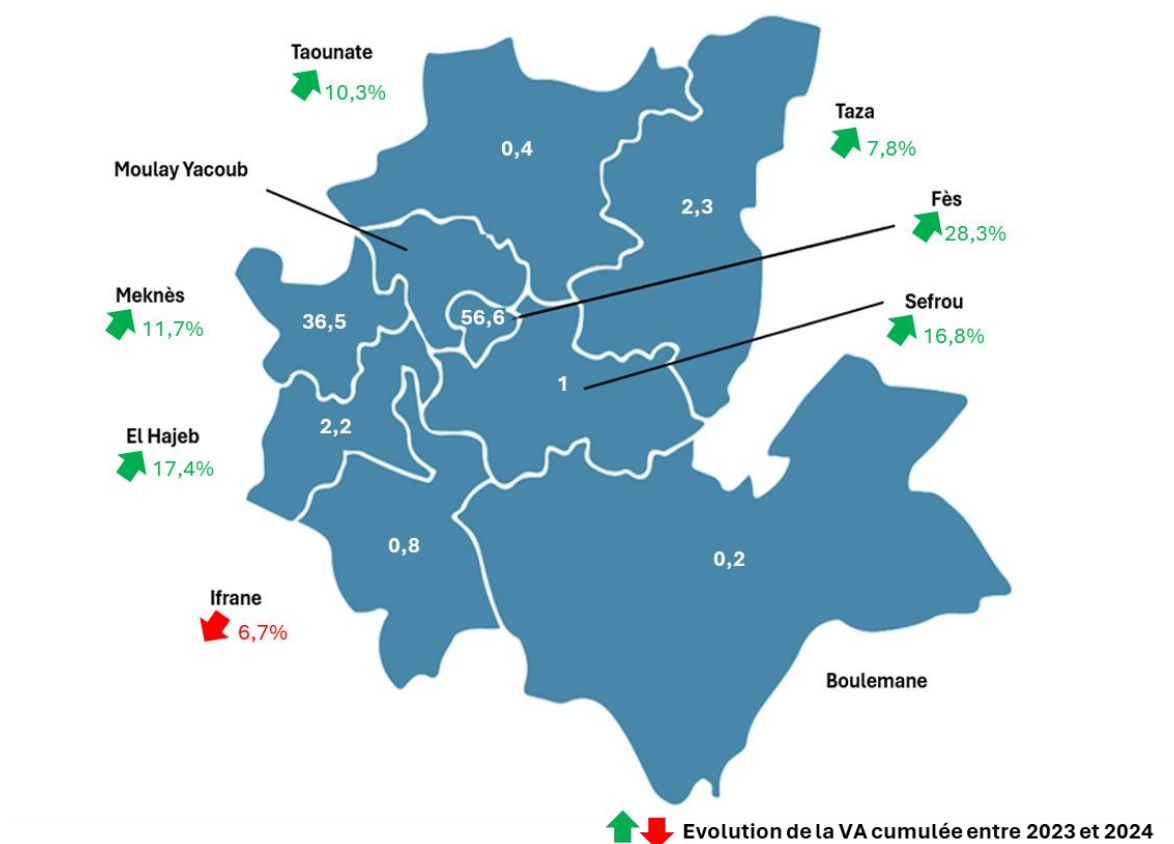 Taounate
10,3%
0,4
Taza
7,8%
Moulay Yacoub
2,3
Fès
28,3%
Meknès
11,7%
36,5
56,6
Sefrou
16,8%
1
2,2
El Hajeb
17,4%
0,8
0,2
Ifrane
6,7%
Boulemane
Evolution de la VA cumulée entre 2023 et 2024